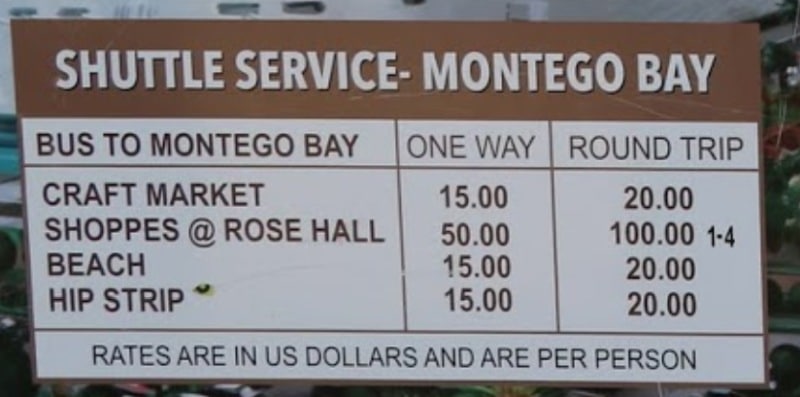 SHUTTLE SERVICE- MONTEGO BAY
BUS TO MONTEGO BAY ONE WAY ROUND TRIP
CRAFT MARKET 15.00 20.00
SHOPPES @ ROSE HALL 50.00 100.00 1-4
BEACH 15.00 20.00
HIP STRIP 15.00 20.00
RATES ARE IN US DOLLARS AND ARE PER PERSON